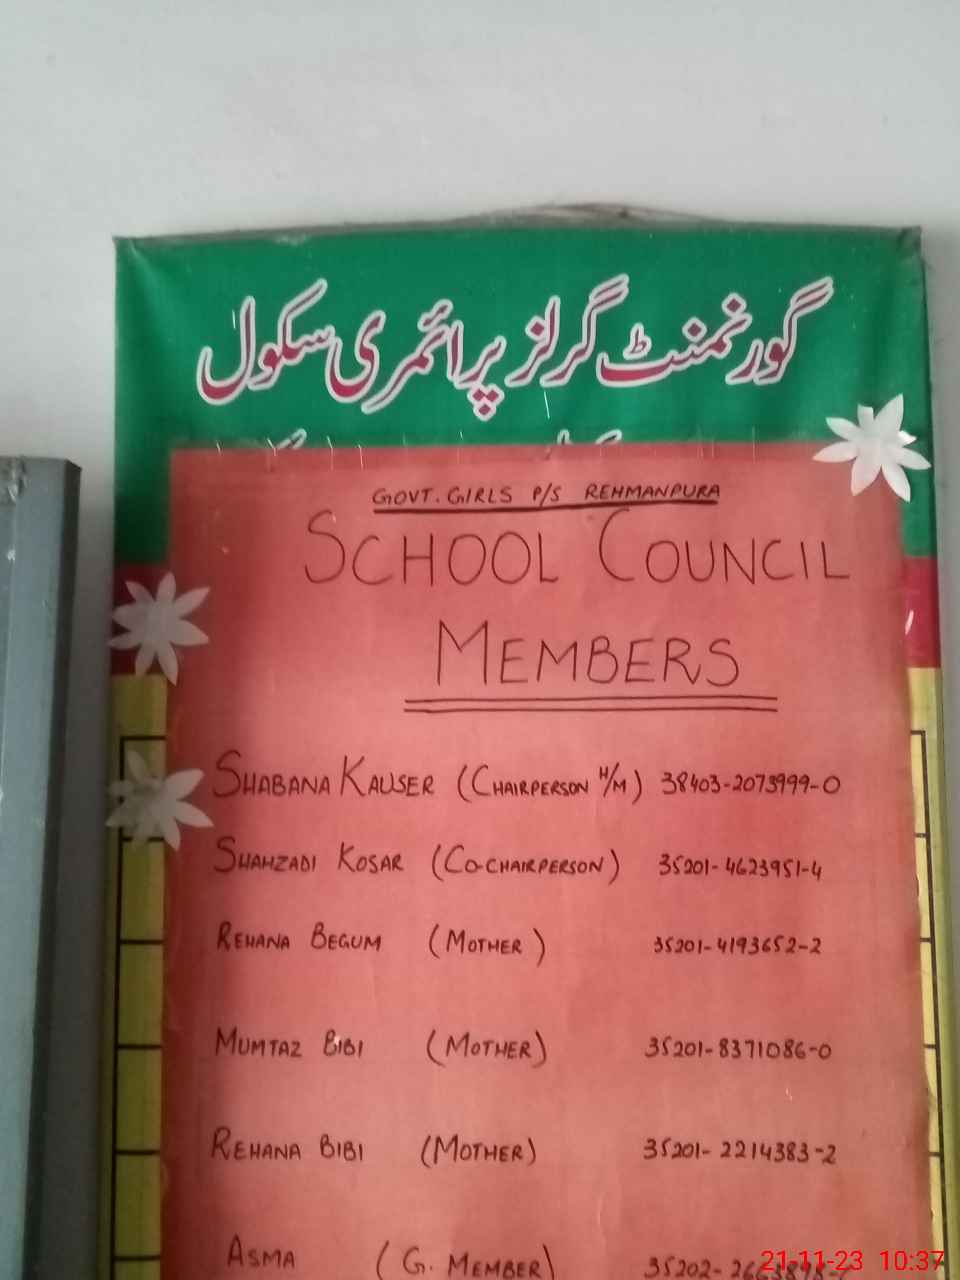 گورنمنٹ گرلز پرائمری سکول
GOVT. GIRLS P/S REHMANPURA
SCHOOL COUNCIL
MEMBERS
SHABANA KAUSER (CHAIRPERSON H/M) 38403-2073999-0
SHAHZADI KOSAR (CO-CHAIRPERSON) 35201-4623951-4
REHANA BEGUM (MOTHER) 35201-4193652-2
MUMTAZ BIBI (MOTHER) 35201-8371086-0
REHANA BIBI (MOTHER) 35201-2214383-2
ASMA (G. MEMBER)
21-11-23 10:37